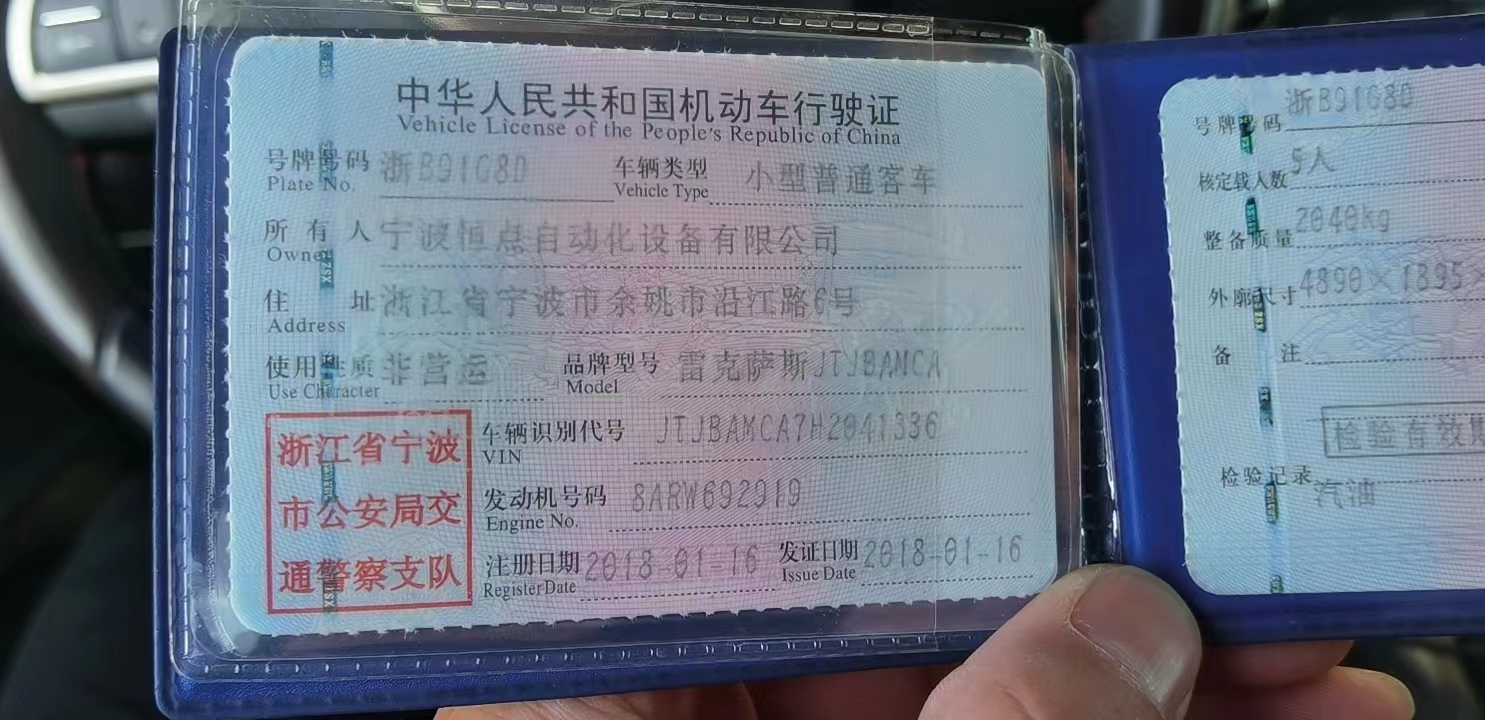 中华人民共和国机动车行驶证
Vehicle License of the People's Republic of China
号牌号码 浙B91G8D 车辆类型 小型普通客车
Plate No. Vehicle Type
所有人 宁波恒点自动化设备有限公司
Owner
住址 浙江省宁波市余姚市沿江路6号
Address
使用性质 非营运 品牌型号 雷克萨斯JTJBAMCA
Use Character Model
车辆识别代号 JTJBAMCA7H2041336
VIN
发动机号码 8ARW692919
Engine No.
注册日期 2018-01-16 发证日期 2018-01-16
Register Date Issue Date
浙江省宁波
市公安局交
通警察支队
号牌号码 浙B91G8D
核定载人数 5人
整备质量 2040kg
外廓尺寸 4890×1895×
备注
检验有效期
检验记录
汽油